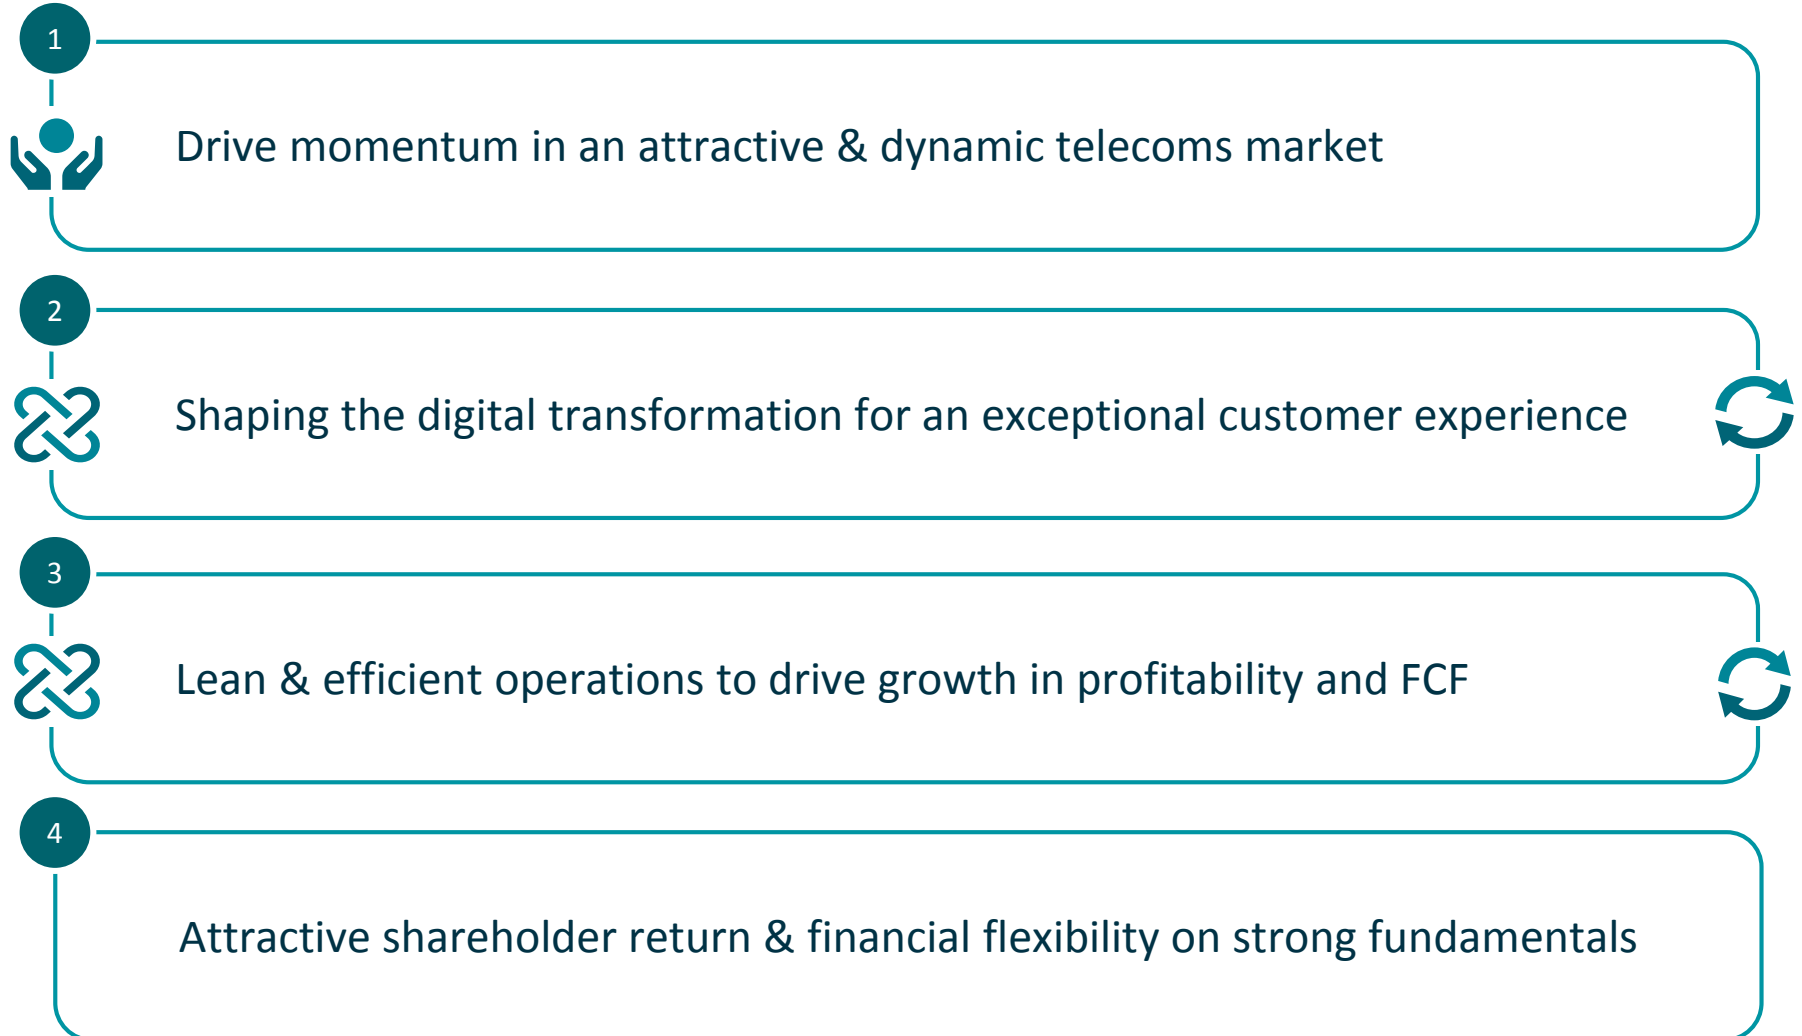 1
Drive momentum in an attractive & dynamic telecoms market
2
Shaping the digital transformation for an exceptional customer experience
3
Lean & efficient operations to drive growth in profitability and FCF
4
Attractive shareholder return & financial flexibility on strong fundamentals